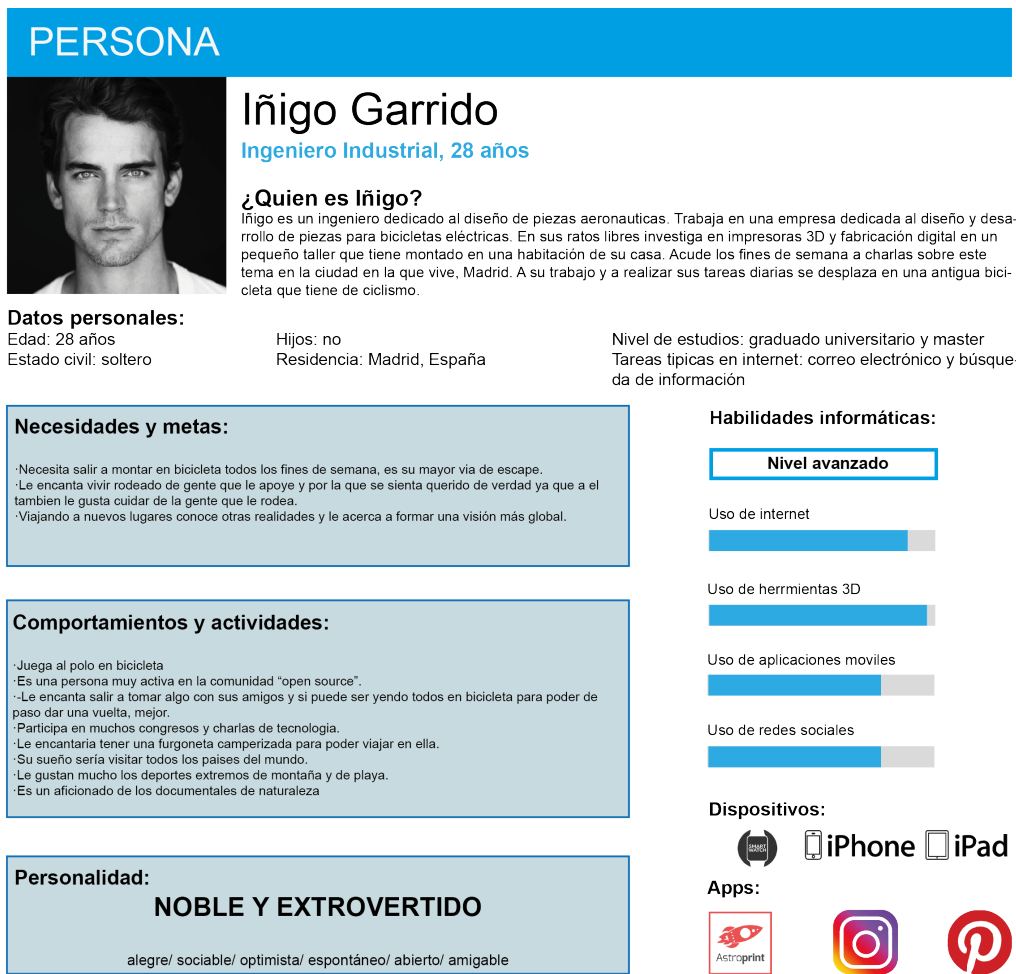 PERSONA
Iñigo Garrido
Ingeniero Industrial, 28 años
¿Quien es Iñigo?
Iñigo es un ingeniero dedicado al diseño de piezas aeronauticas. Trabaja en una empresa dedicada al diseño y desa-
rrollo de piezas para bicicletas eléctricas. En sus ratos libres investiga en impresoras 3D y fabricación digital en un
pequeño taller que tiene montado en una habitación de su casa. Acude los fines de semana a charlas sobre este
tema en la ciudad en la que vive, Madrid. A su trabajo y a realizar sus tareas diarias se desplaza en una antigua bici-
cleta que tiene de ciclismo.
Datos personales:
Edad: 28 años
Estado civil: soltero
Hijos: no
Residencia: Madrid, España
Nivel de estudios: graduado universitario y master
Tareas tipicas en internet: correo electrónico y búsque-
da de información
Necesidades y metas:
·Necesita salir a montar en bicicleta todos los fines de semana, es su mayor via de escape.
·Le encanta vivir rodeado de gente que le apoye y por la que se sienta querido de verdad ya que a el
tambien le gusta cuidar de la gente que le rodea.
·Viajando a nuevos lugares conoce otras realidades y le acerca a formar una visión más global.
Comportamientos y actividades:
·Juega al polo en bicicleta
·Es una persona muy activa en la comunidad “open source”.
·-Le encanta salir a tomar algo con sus amigos y si puede ser yendo todos en bicicleta para poder de
paso dar una vuelta, mejor.
·Participa en muchos congresos y charlas de tecnologia.
·Le encantaria tener una furgoneta camperizada para poder viajar en ella.
·Su sueño sería visitar todos los paises del mundo.
·Le gustan mucho los deportes extremos de montaña y de playa.
·Es un aficionado de los documentales de naturaleza
Personalidad:
NOBLE Y EXTROVERTIDO
alegre/ sociable/ optimista/ espontáneo/ abierto/ amigable
Habilidades informáticas:
Nivel avanzado
Uso de internet
Uso de herrmientas 3D
Uso de aplicaciones moviles
Uso de redes sociales
Dispositivos:
SMART
WATCH
iPhone
iPad
Apps:
Astroprint